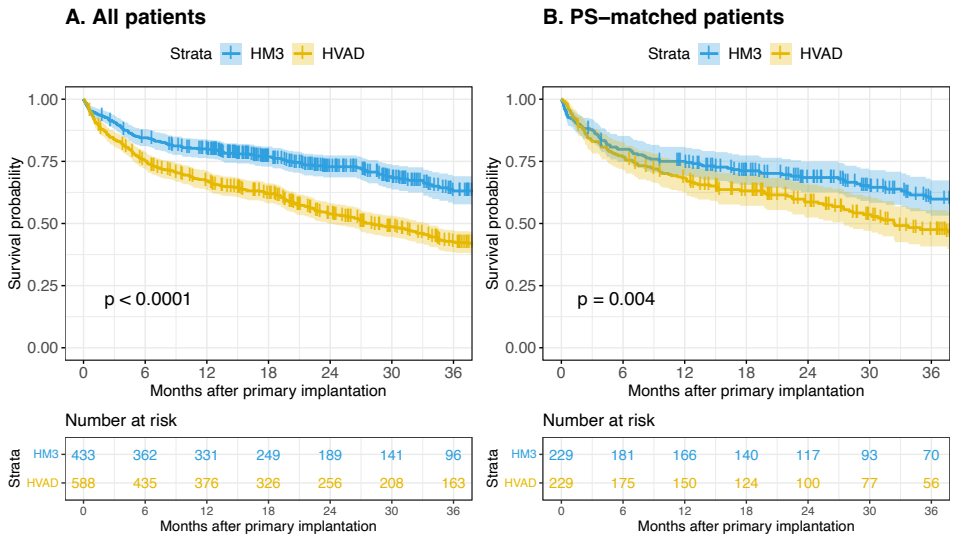 A. All patients
Strata HM3 HVAD
Survival probability
1.00
0.75
0.50
0.25
0.00
p < 0.0001
0 6 12 18 24 30 36
Months after primary implantation
Number at risk
Strata
HM3 433 362 331 249 189 141 96
HVAD 588 435 376 326 256 208 163
0 6 12 18 24 30 36
Months after primary implantation
B. PS–matched patients
Strata HM3 HVAD
Survival probability
1.00
0.75
0.50
0.25
0.00
p = 0.004
0 6 12 18 24 30 36
Months after primary implantation
Number at risk
Strata
HM3 229 181 166 140 117 93 70
HVAD 229 175 150 124 100 77 56
0 6 12 18 24 30 36
Months after primary implantation